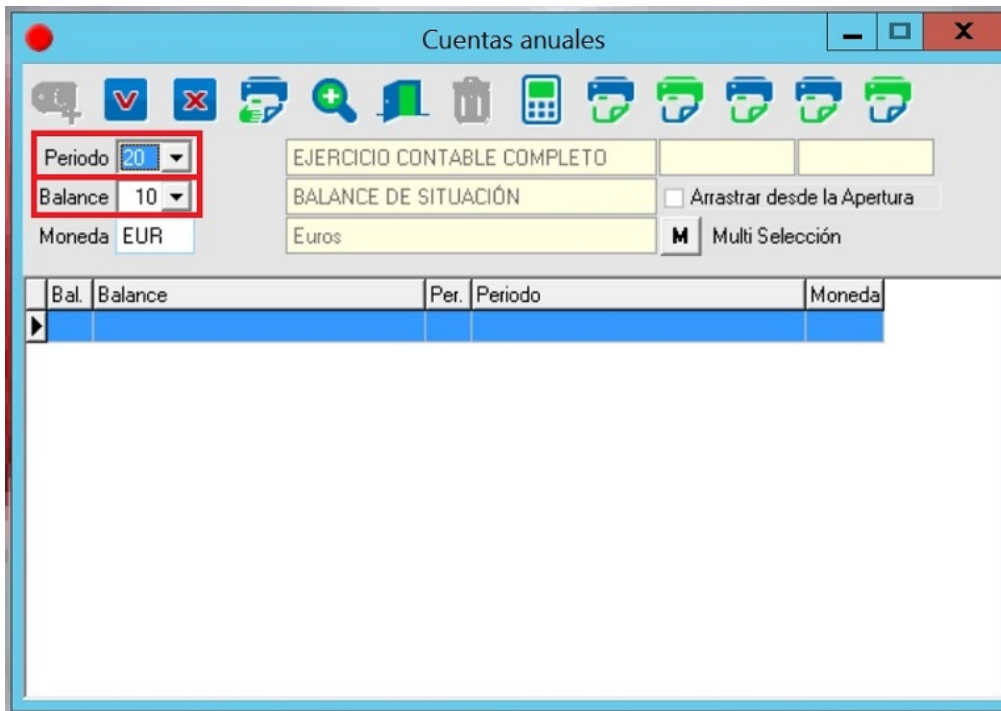 Cuentas anuales
Periodo 20 EJERCICIO CONTABLE COMPLETO
Balance 10 BALANCE DE SITUACIÓN Arrastrar desde la Apertura
Moneda EUR Euros M Multi Selección
Bal. Balance Per. Periodo Moneda